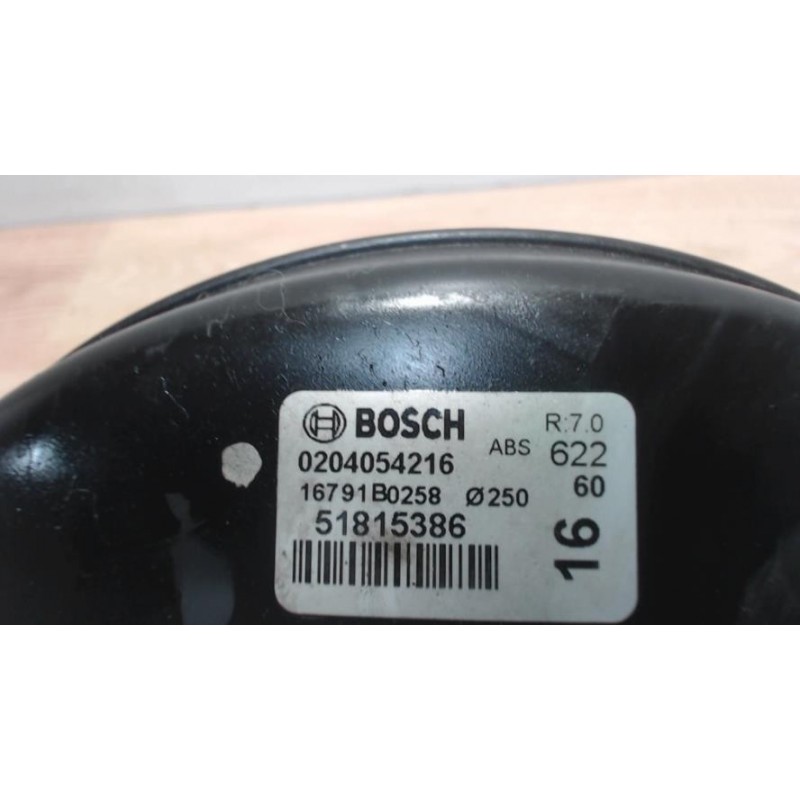 BOSCH R:7.0
0204054216 ABS 622
16791B0258 Ø250 60
51815386 16